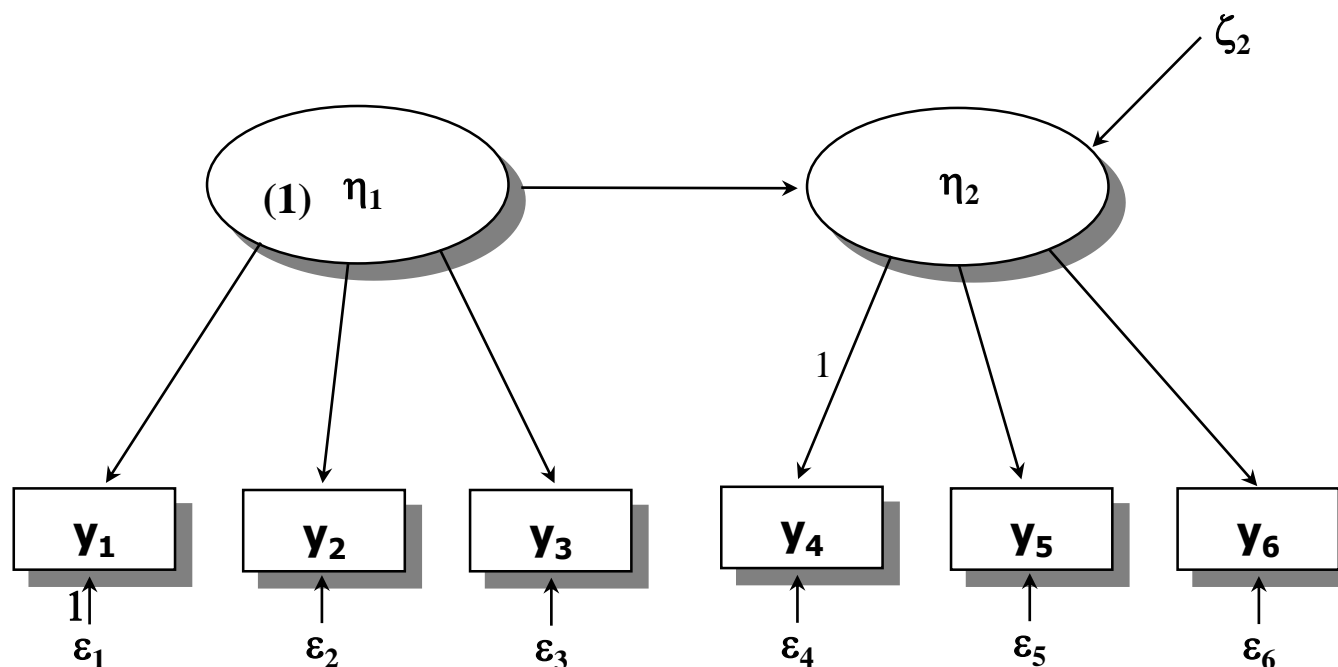 ζ₂
(1) η₁
η₂
1
y₁ y₂ y₃ y₄ y₅ y₆
1
ε₁ ε₂ ε₃ ε₄ ε₅ ε₆